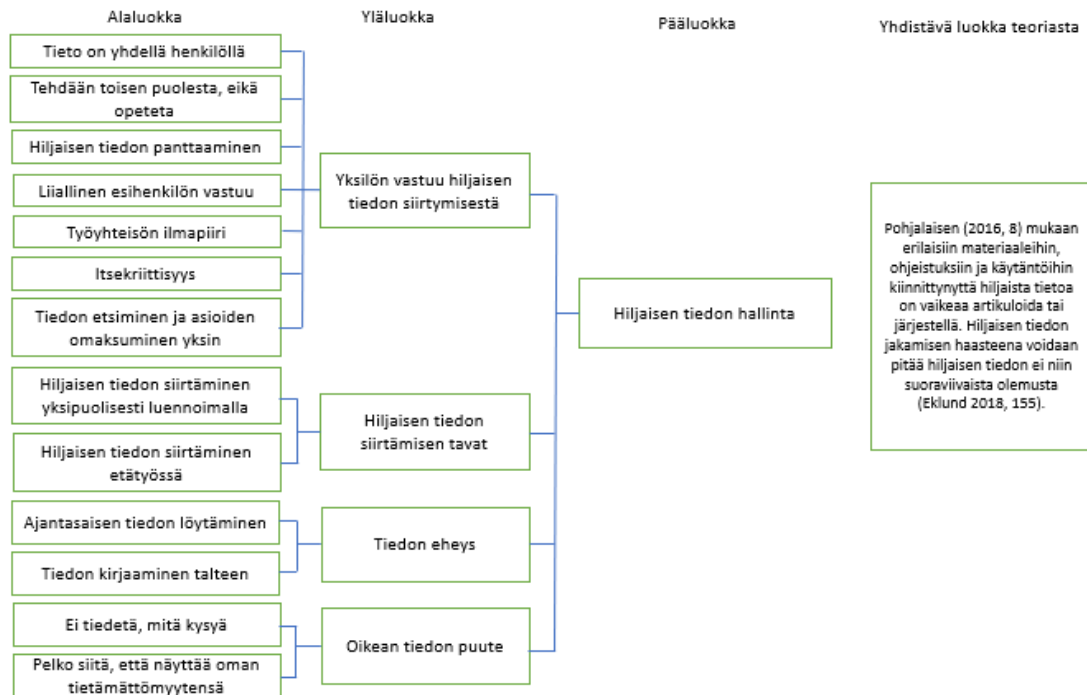 Alaluokka
Yläluokka
Pääluokka
Yhdistävä luokka teoriasta
Tieto on yhdellä henkilöllä
Tehdään toisen puolesta, eikä
opeteta
Hiljaisen tiedon panttaaminen
Liiallinen esihenkilön vastuu
Työyhteisön ilmapiiri
Itsekriittisyys
Tiedon etsiminen ja asioiden
omaksuminen yksin
Hiljaisen tiedon siirtäminen
yksipuolisesti luennoimalla
Hiljaisen tiedon siirtäminen
etätyössä
Ajantasaisen tiedon löytäminen
Tiedon kirjaaminen talteen
Ei tiedetä, mitä kysyä
Pelko siitä, että näyttää oman
tietämättömyytensä
Yksilön vastuu hiljaisen
tiedon siirtymisestä
Hiljaisen tiedon
siirtämisen tavat
Tiedon eheys
Oikean tiedon puute
Hiljaisen tiedon hallinta
Pohjalaisen (2016, 8) mukaan
erilaisiin materiaaleihin,
ohjeistuksiin ja käytäntöihin
kiinnittynyttä hiljaista tietoa
on vaikeaa artikuloida tai
järjestellä. Hiljaisen tiedon
jakamisen haasteena voidaan
pitää hiljaisen tiedon ei niin
suoraviivaista olemusta
(Eklund 2018, 155).